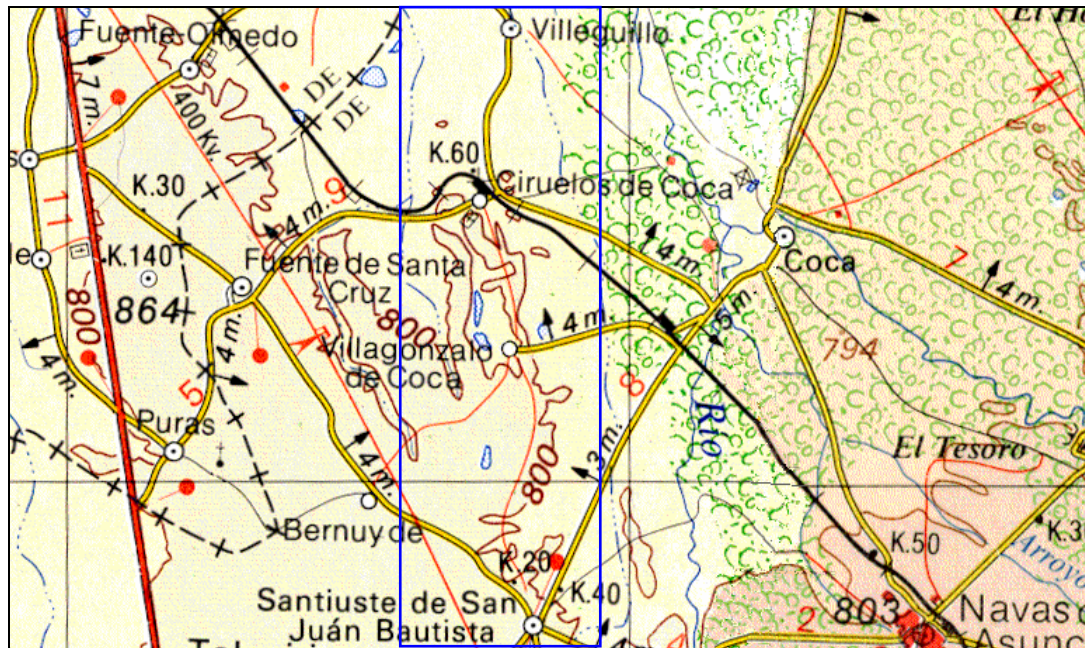 Fuente-Olmedo
Villeguillo
7 m.
400 Kv.
DE
DE
K.60
Ciruelos de Coca
K.30
9
4 m.
11
K.140
864
800
Fuente de Santa
Cruz
800
4 m.
Coca
7
4 m.
4 m.
5 m.
4 m.
4 m.
5
Villagonzalo
de Coca
8
794
Río
Puras
El Tesoro
3 m.
800
4 m.
Bernuy de
K.20
K.40
K.50
K.3
Arroyo
Santiuste de San
Juán Bautista
803
2
4
Navas
Asunc